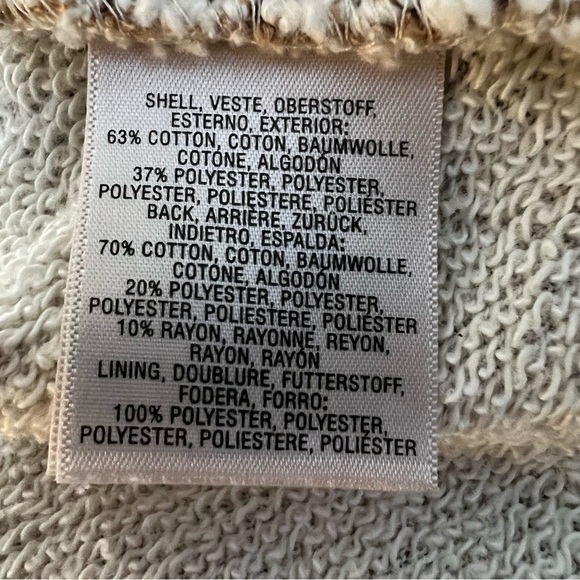 SHELL, VESTE, OBERSTOFF,
ESTERNO, EXTERIOR:
63% COTTON, COTON, BAUMWOLLE,
COTONE, ALGODÓN
37% POLYESTER, POLYESTER,
POLYESTER, POLIESTERE, POLIÉSTER
BACK, ARRIERE, ZURÜCK,
INDIETRO, ESPALDA:
70% COTTON, COTON, BAUMWOLLE,
COTONE, ALGODÓN
20% POLYESTER, POLYESTER,
POLYESTER, POLIESTERE, POLIÉSTER
10% RAYON, RAYONNE, REYON,
RAYON, RAYÓN
LINING, DOUBLURE, FUTTERSTOFF,
FODERA, FORRO:
100% POLYESTER, POLYESTER,
POLYESTER, POLIESTERE, POLIÉSTER